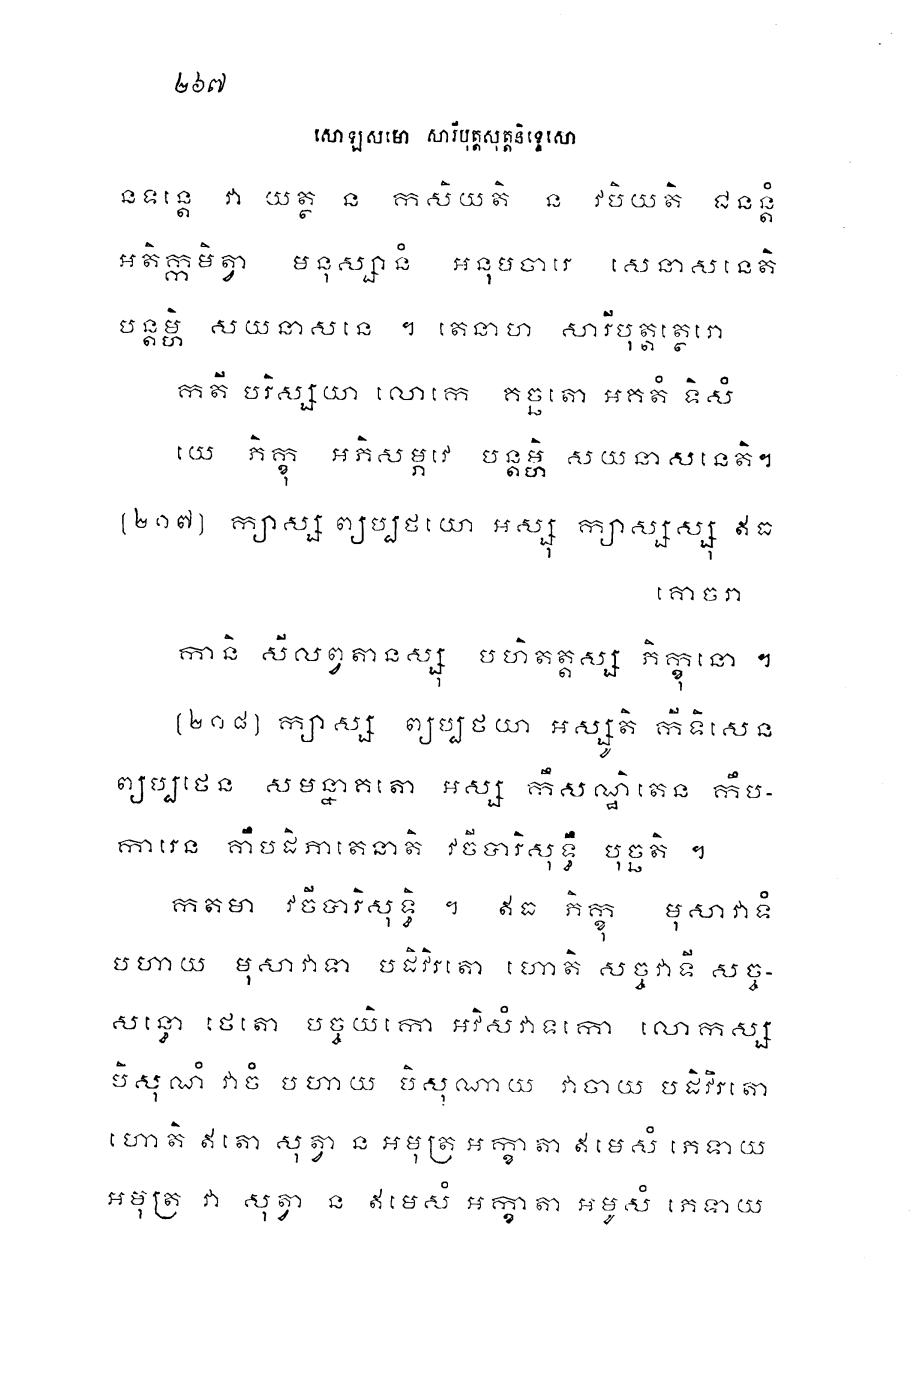 ២៦៧
សោឡសមោ សារីបុត្តសុត្តនិទ្ទេសោ
នទន្តេ វា យត្ថ ន កសិយតិ ន វបិយតិ ជនន្តំ
អតិក្កមិត្វា មនុស្សានំ អនុបចារេ សេនាសនេតិ
បន្តម្ហិ សយនាសនេ ។ តេនាហ សារីបុត្តត្ថេរោ
កតី បរិស្សយា លោកេ គច្ឆតោ អគតំ ទិសំ
យេ ភិក្ខុ អភិសម្ភវេ បន្តម្ហិ សយនាសនេតិ។
[២១៧] ក្យាស្ស ព្យប្បថយោ អស្សុ ក្យាស្សស្សុ ឥធ
គោចរា
កានិ សីលព្វតានស្សុ បហិតត្តស្ស ភិក្ខុនោ ។
[២១៨] ក្យាស្ស ព្យប្បថយា អស្សូតិ កីទិសេន
ព្យប្បថេន សមន្នាគតោ អស្ស កឹសណ្ឋិតេន កឹប-
ការេន កឹបដិភាគេនាតិ វចីបារិសុទ្ធឹ បុច្ឆតិ ។
កតមា វចីបារិសុទ្ធិ ។ ឥធ ភិក្ខុ មុសាវាទំ
បហាយ មុសាវាទា បដិវិរតោ ហោតិ សច្ចវាទី សច្ច-
សន្ធោ ថេតោ បច្ចយិកោ អវិសំវាទកោ លោកស្ស
បិសុណំ វាចំ បហាយ បិសុណាយ វាចាយ បដិវិរតោ
ហោតិ ឥតោ សុត្វា ន អមុត្រ អក្ខាតា ឥមេសំ ភេទាយ
អមុត្រ វា សុត្វា ន ឥមេសំ អក្ខាតា អមូសំ ភេទាយ